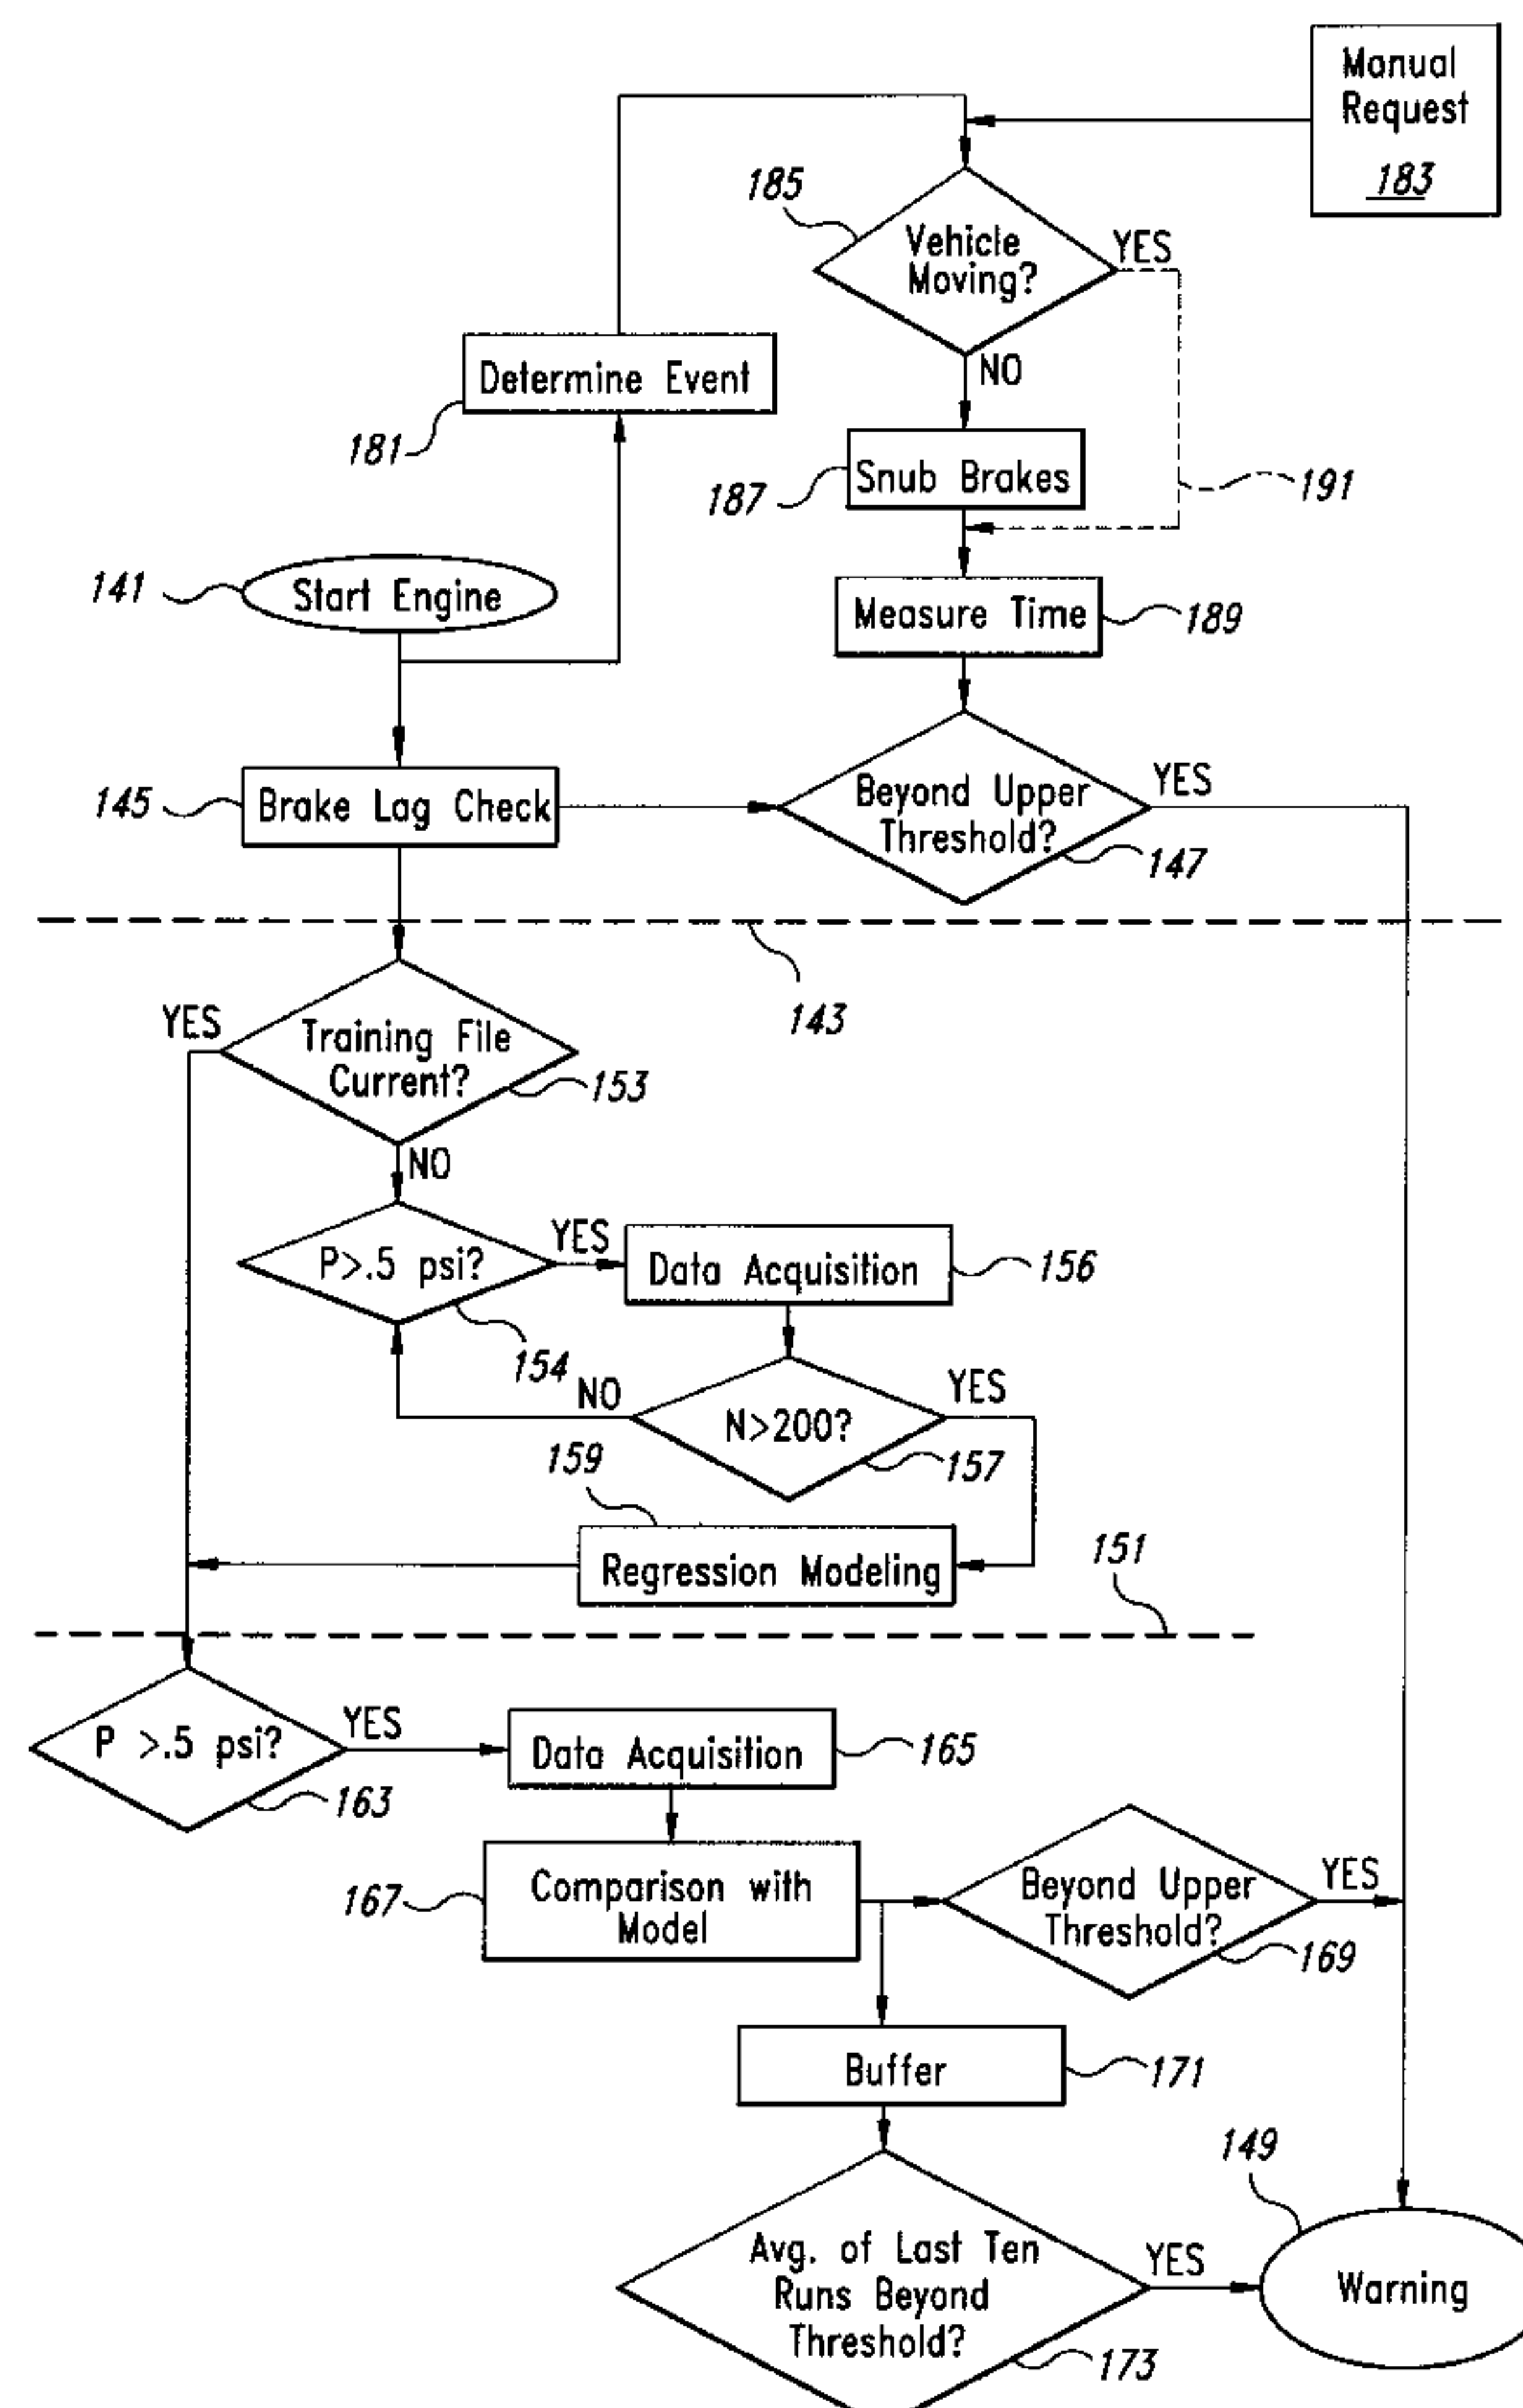 Manual
Request
183
185
Vehicle
Moving?
YES
NO
Determine Event
181
Snub Brakes
187
191
141
Start Engine
Measure Time
189
145
Brake Lag Check
Beyond Upper
Threshold?
YES
147
143
YES
Training File
Current?
153
NO
P>.5 psi?
YES
Data Acquisition
156
154
NO
N>200?
YES
157
159
Regression Modeling
151
P >.5 psi?
YES
163
Data Acquisition
165
167
Comparison with
Model
Beyond Upper
Threshold?
YES
169
Buffer
171
149
Avg. of Last Ten
Runs Beyond
Threshold?
YES
173
Warning